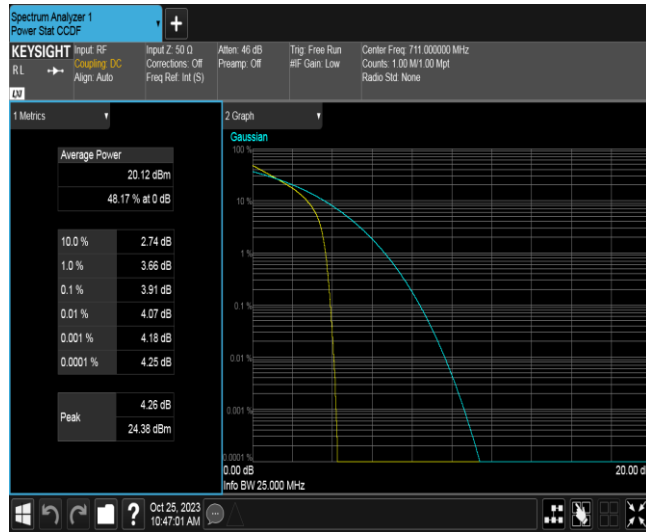 Spectrum Analyzer 1
Power Stat CCDF
KEYSIGHT
RL
LXI
Input: RF
Coupling: DC
Align: Auto
Input Z: 50 Ω
Corrections: Off
Freq Ref: Int (S)
Atten: 46 dB
Preamp: Off
Trig: Free Run
#IF Gain: Low
Center Freq: 711.000000 MHz
Counts: 1.00 M/1.00 Mpt
Radio Std: None
1 Metrics
Average Power
20.12 dBm
48.17 % at 0 dB
10.0 % 2.74 dB
1.0 % 3.66 dB
0.1 % 3.91 dB
0.01 % 4.07 dB
0.001 % 4.18 dB
0.0001 % 4.25 dB
Peak
4.26 dB
24.38 dBm
2 Graph
Gaussian
100 %
10 %
1 %
0.1 %
0.01 %
0.001 %
0.0001 %
0.00 dB
20.00 d
Info BW 25.000 MHz
?
Oct 25, 2023
10:47:01 AM